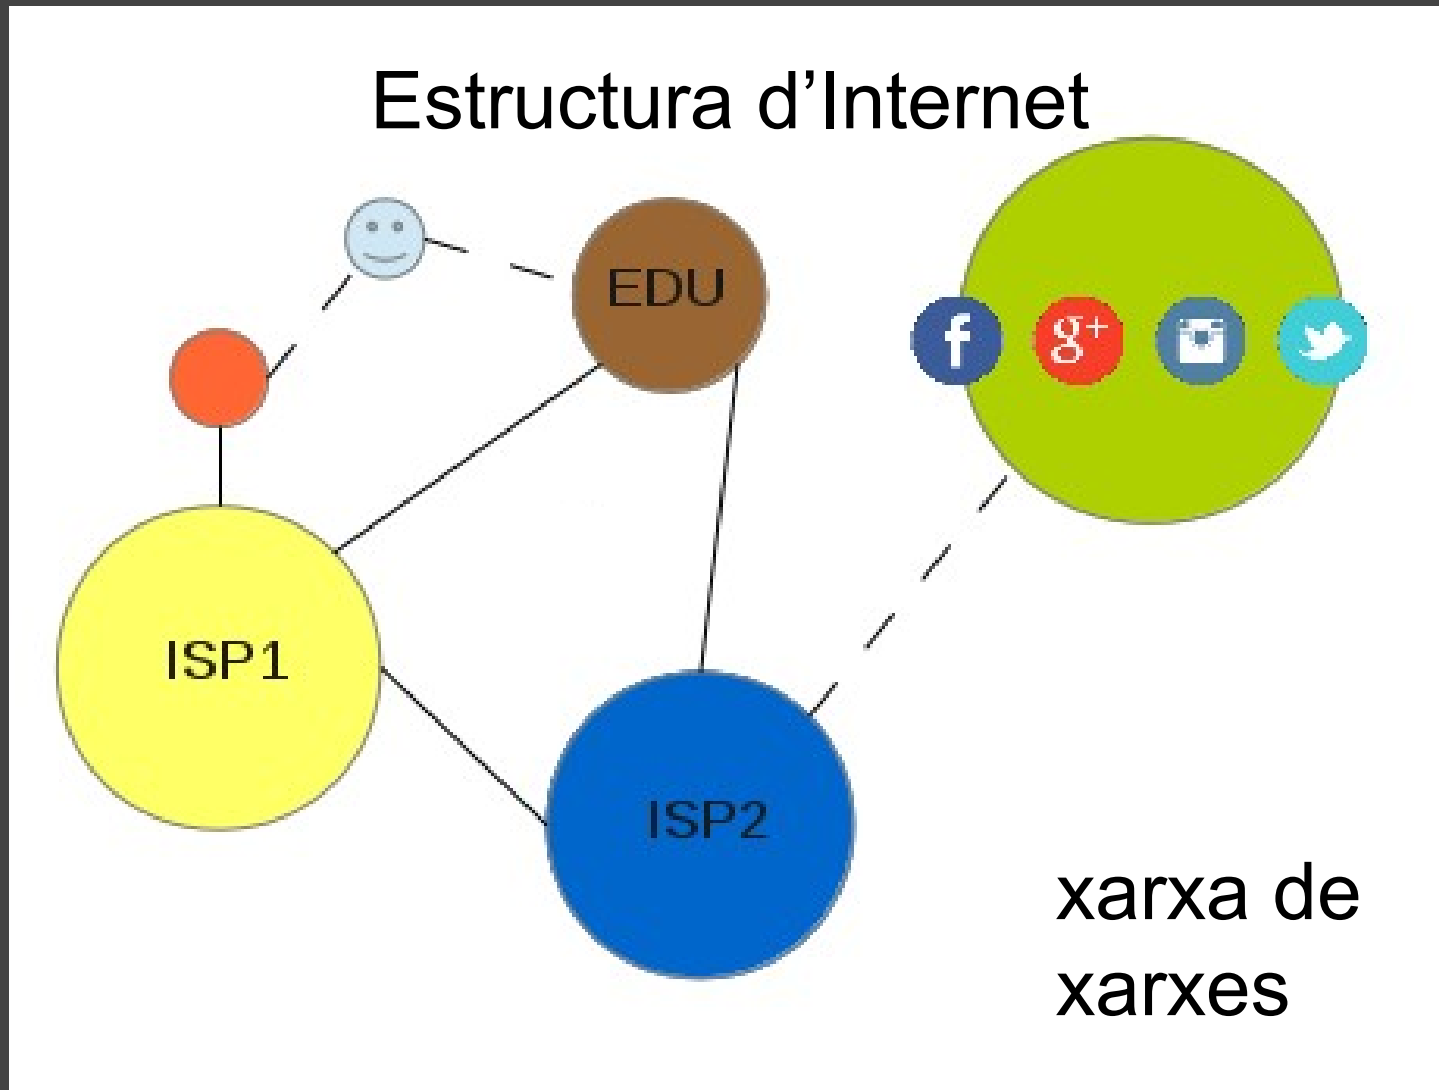 Estructura d’Internet
EDU
f
g+
ISP1
ISP2
xarxa de
xarxes